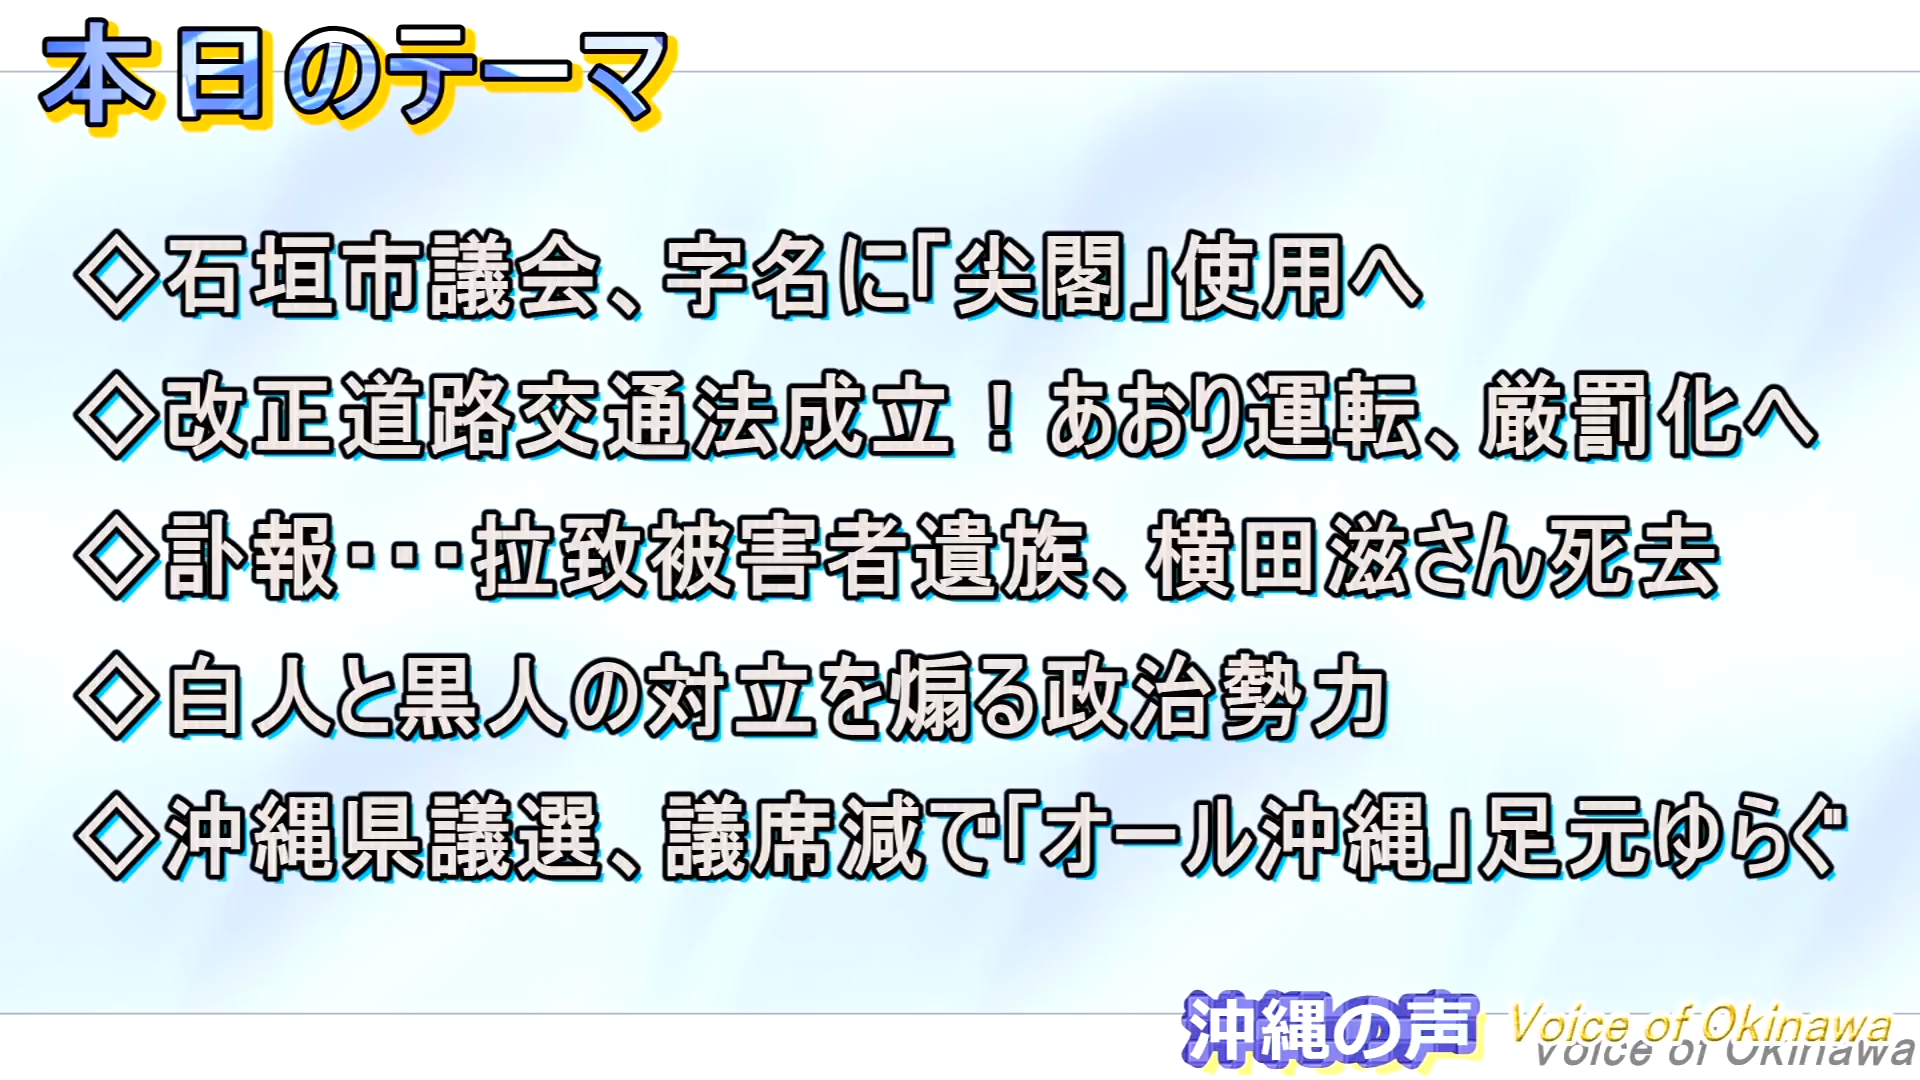 本日のテーマ
◇石垣市議会、字名に｢尖閣｣使用へ
◇改正道路交通法成立！あおり運転、厳罰化へ
◇訃報･･･拉致被害者遺族、横田滋さん死去
◇白人と黒人の対立を煽る政治勢力
◇沖縄県議選、議席減で｢オール沖縄｣足元ゆらぐ
沖縄の声 Voice of Okinawa